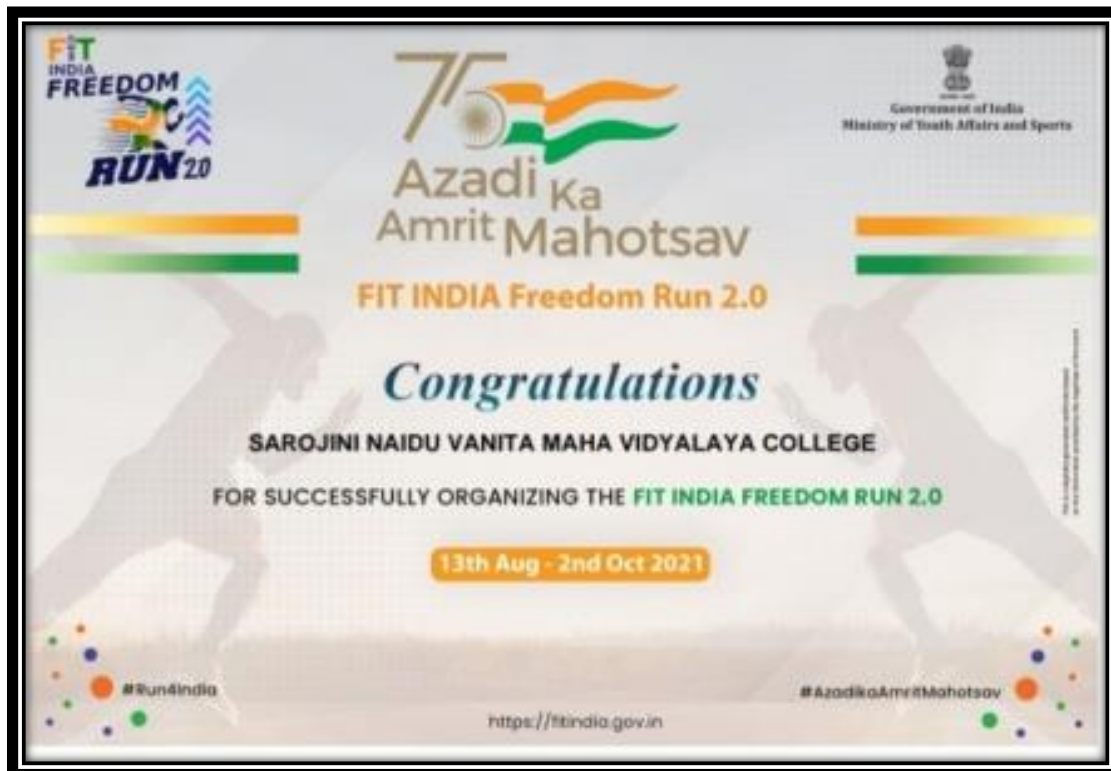 FiT
INDIA
FREEDOM
RUN 2.0
75
Azadi Ka
Amrit Mahotsav
Government of India
Ministry of Youth Affairs and Sports
FIT INDIA Freedom Run 2.0
Congratulations
SAROJINI NAIDU VANITA MAHA VIDYALAYA COLLEGE
FOR SUCCESSFULLY ORGANIZING THE FIT INDIA FREEDOM RUN 2.0
13th Aug - 2nd Oct 2021
#Run4India
#AzadikaAmritMahotsav
https://fitindia.gov.in